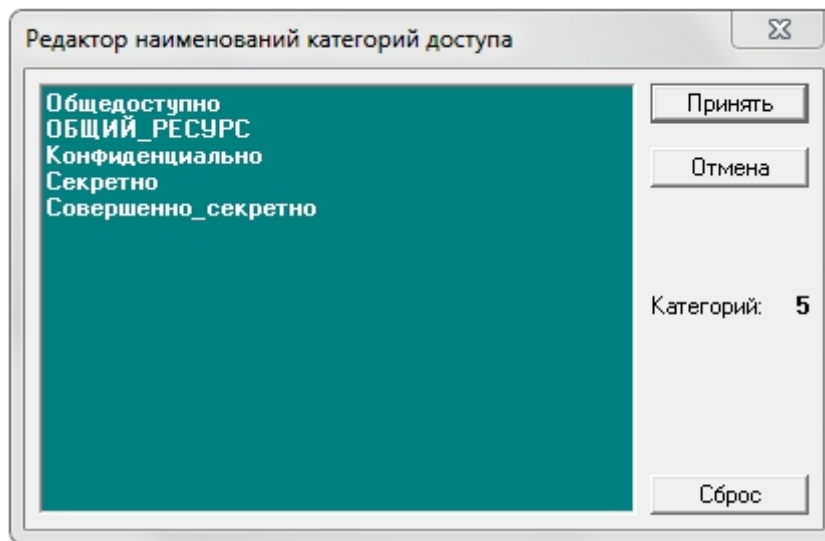 Редактор наименований категорий доступа
Общедоступно
ОБЩИЙ_РЕСУРС
Конфиденциально
Секретно
Совершенно_секретно
Принять
Отмена
Категорий: 5
Сброс